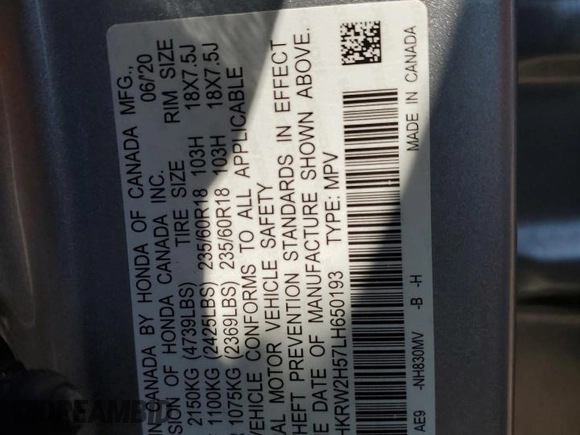 IN CANADA BY HONDA OF CANADA MFG.,
SION OF HONDA CANADA INC. 06/20
TIRE SIZE RIM SIZE
2150KG (4739LBS)
1100KG (2425LBS) 235/60R18 103H 18X7.5J
1075KG (2369LBS) 235/60R18 103H 18X7.5J
VEHICLE CONFORMS TO ALL APPLICABLE
AL MOTOR VEHICLE SAFETY
HEFT PREVENTION STANDARDS IN EFFECT
E DATE OF MANUFACTURE SHOWN ABOVE.
HKRW2H57LH650193 TYPE: MPV
AE9 -NH830MV -B -H MADE IN CANADA